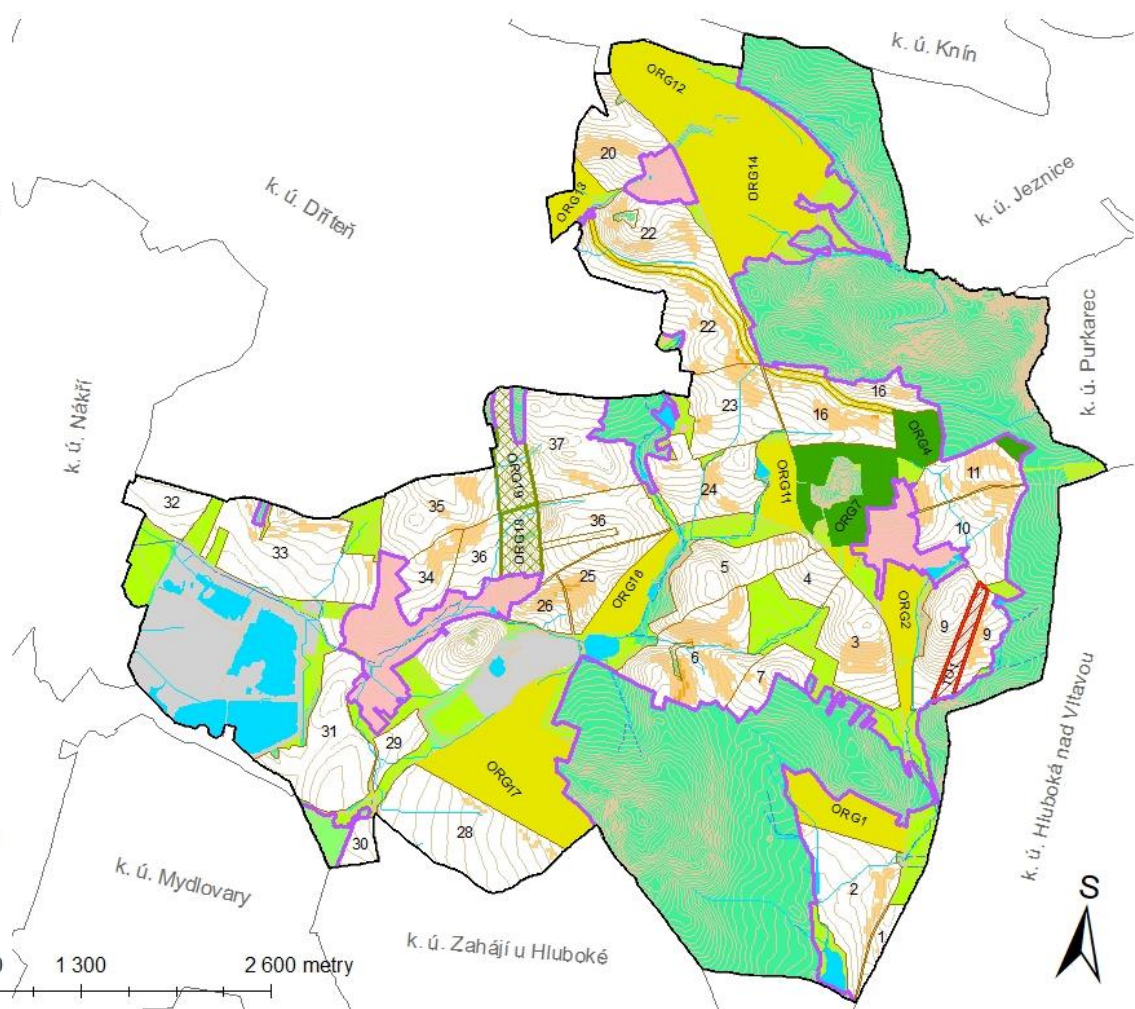 k. ú. Knín
ORG12
20
ORG14
k. ú. Jeznice
k. ú. Dříteň
ORG13
22
22
k. ú. Purkarec
k. ú. Nákří
16
23
16
ORG4
37
11
ORG19
24
ORG11
35
32
ORG7
10
36
33
ORG18
34
36
5
25
4
ORG16
26
ORG2
9
9
3
6
7
101
31
29
k. ú. Hluboká nad Vltavou
ORG17
ORG1
28
30
k. ú. Mydlovary
2
S
1
k. ú. Zahájí u Hluboké
0 1 300 2 600 metry